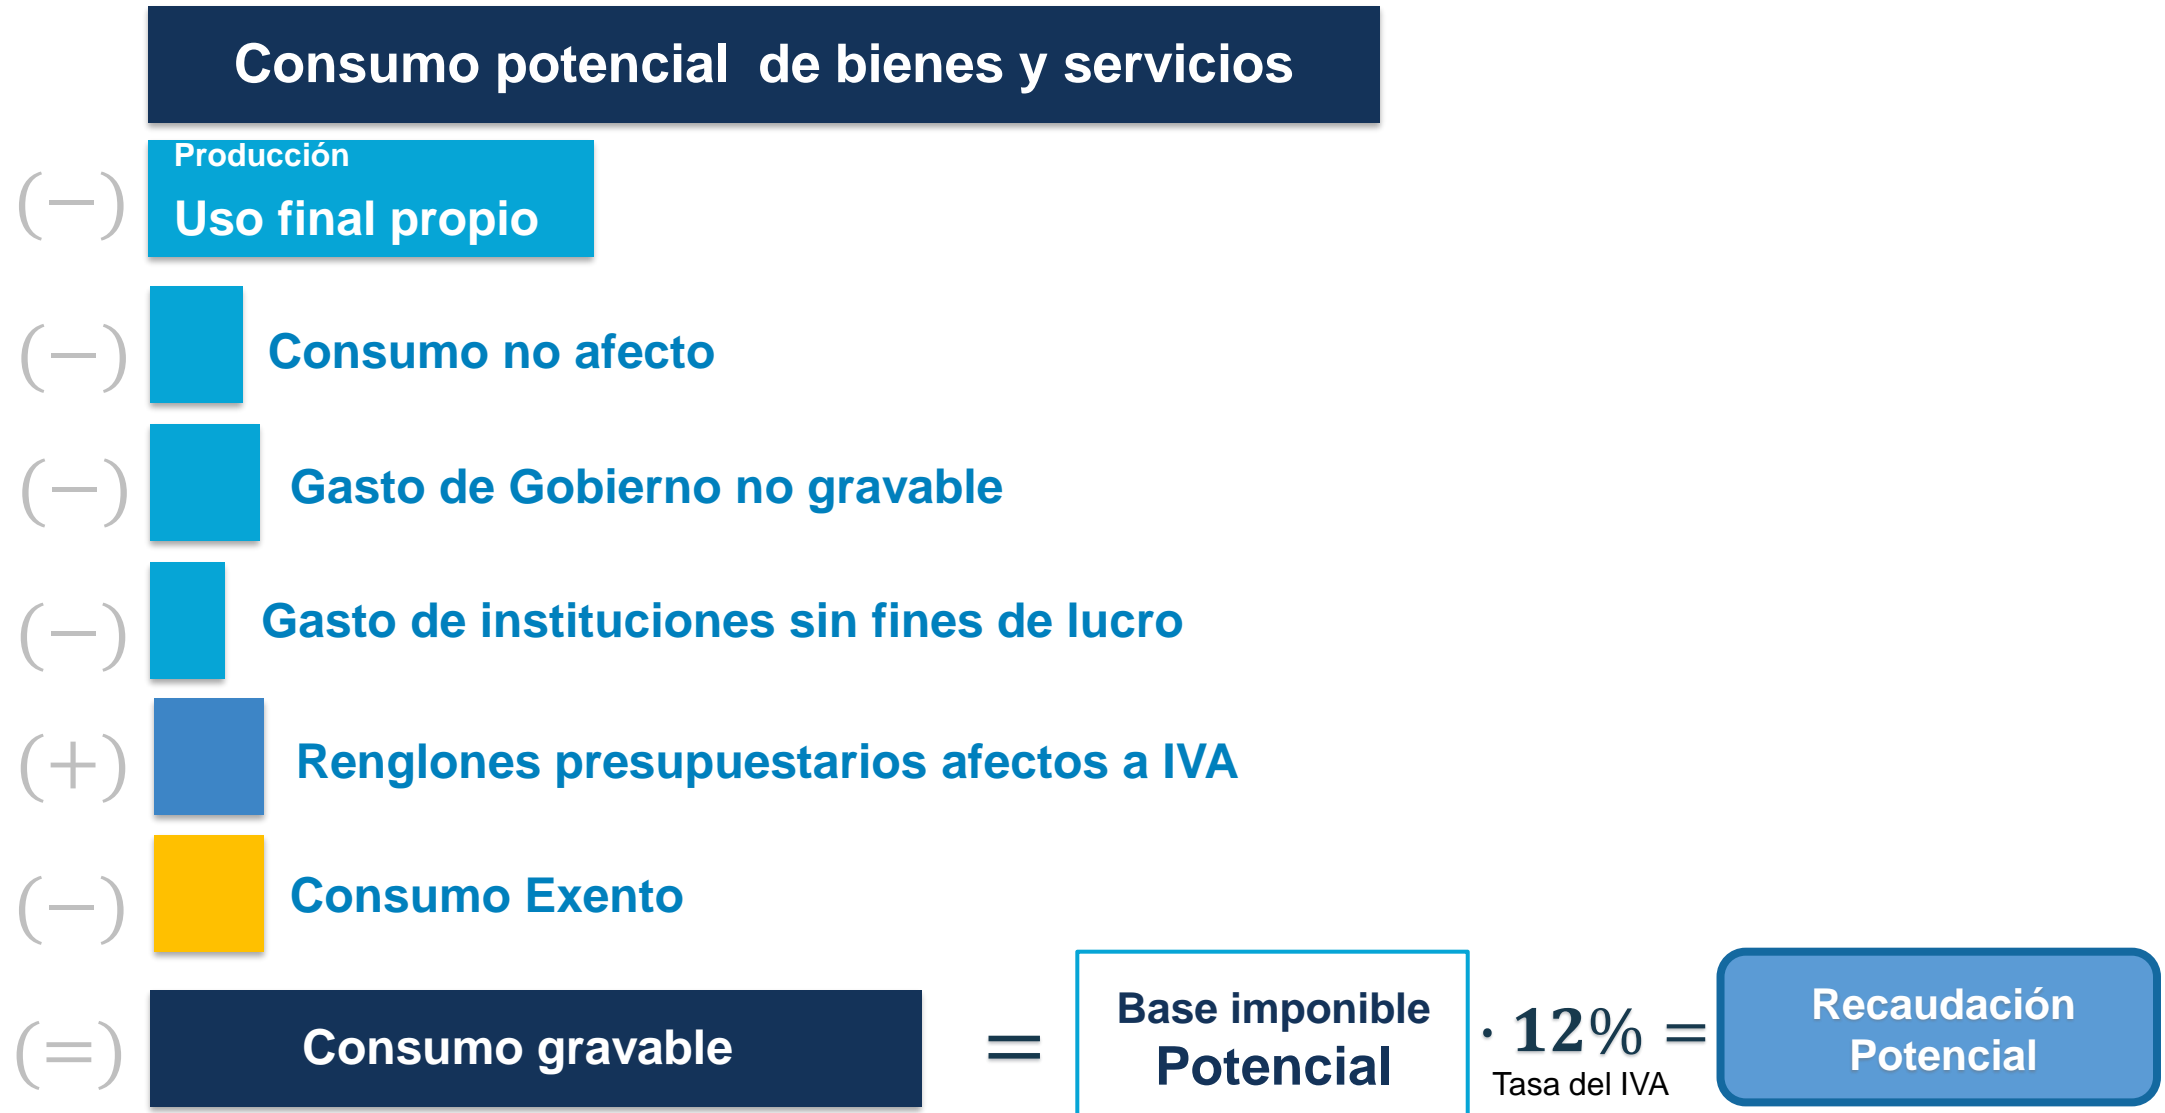 Consumo potencial de bienes y servicios
(−)
Producción
Uso final propio
(−)
Consumo no afecto
(−)
Gasto de Gobierno no gravable
(−)
Gasto de instituciones sin fines de lucro
(+)
Renglones presupuestarios afectos a IVA
(−)
Consumo Exento
(=)
Consumo gravable
=
Base imponible
Potencial
· 12% =
Tasa del IVA
Recaudación
Potencial